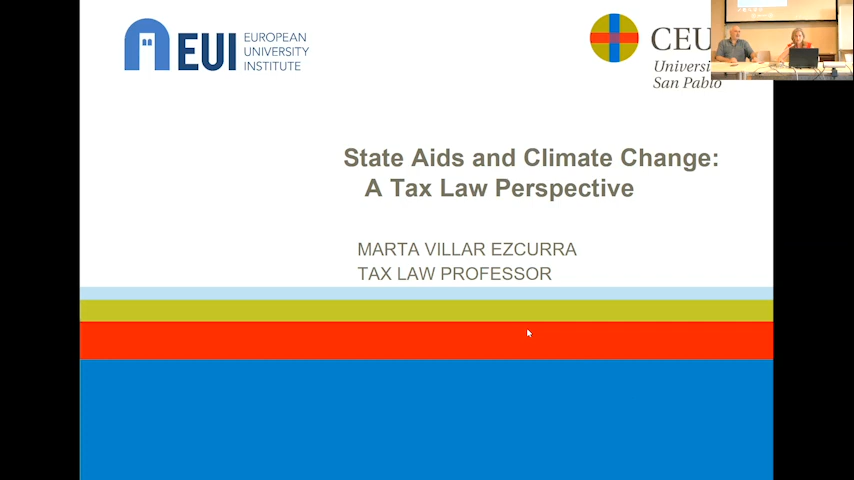 EUI
EUROPEAN
UNIVERSITY
INSTITUTE
CEU
San Pablo
State Aids and Climate Change:
A Tax Law Perspective
MARTA VILLAR EZCURRA
TAX LAW PROFESSOR